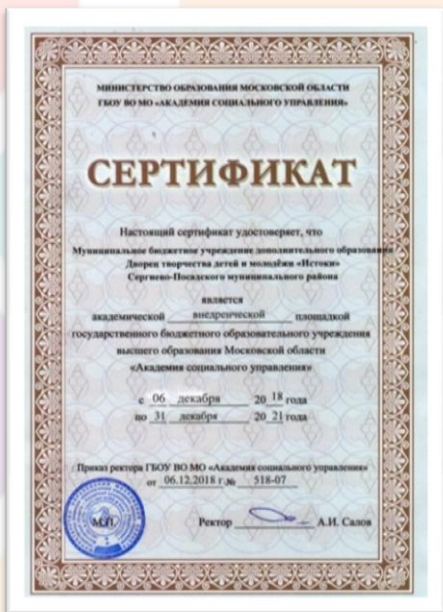 МИНИСТЕРСТВО ОБРАЗОВАНИЯ МОСКОВСКОЙ ОБЛАСТИ
ГБОУ ВО МО «АКАДЕМИЯ СОЦИАЛЬНОГО УПРАВЛЕНИЯ»
СЕРТИФИКАТ
Настоящий сертификат удостоверяет, что
Муниципальное бюджетное учреждение дополнительного образования
Дворец творчества детей и молодёжи «Истоки»
Сергиево-Посадского муниципального района
является
академической внедренческой площадкой
государственного бюджетного образовательного учреждения
высшего образования Московской области
«Академия социального управления»
с 06 декабря 20 18 года
по 31 декабря 20 21 года
Приказ ректора ГБОУ ВО МО «Академия социального управления»
от 06.12.2018 г. № 518-07
М.П. Ректор А.И. Салов